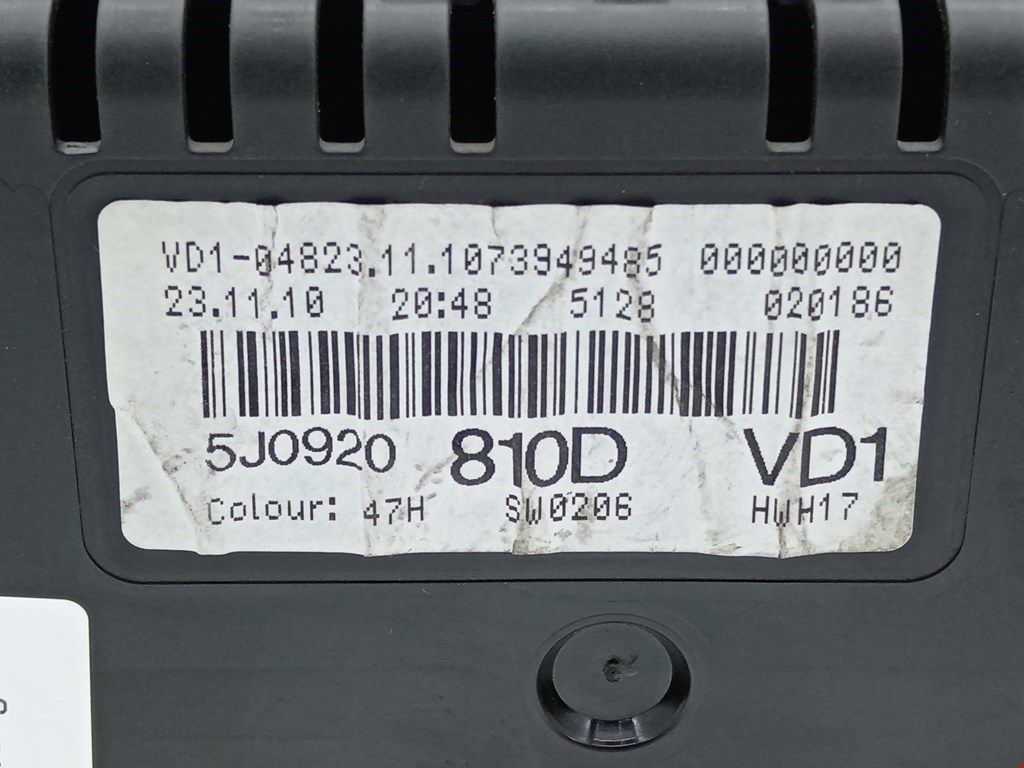 VD1-04823.11.1073949485 000000000
23.11.10 20:48 5128 020186
5J0920 810D VD1
Colour: 47H SW0206 HWH17